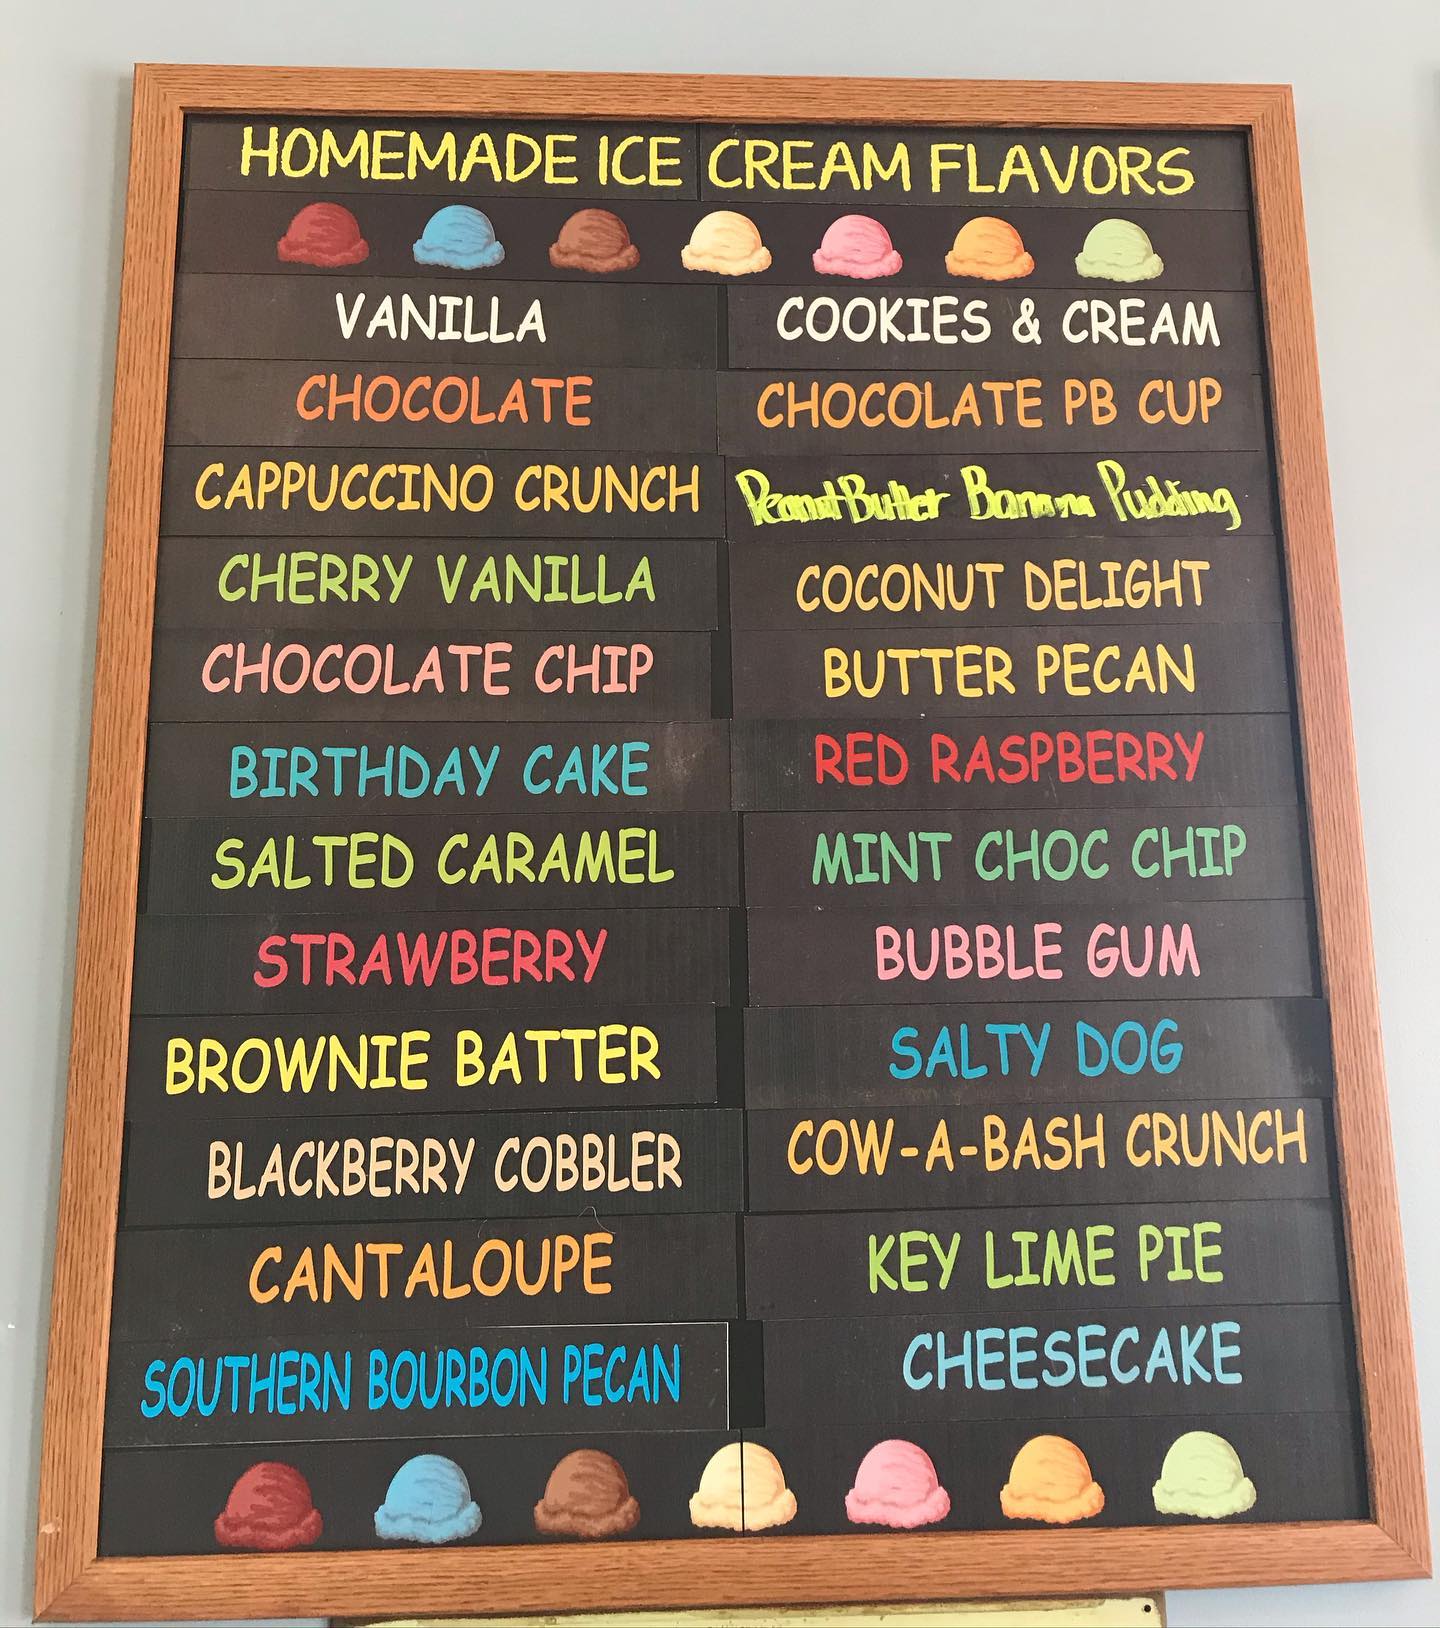 HOMEMADE ICE CREAM FLAVORS
VANILLA
CHOCOLATE
CAPPUCCINO CRUNCH
CHERRY VANILLA
CHOCOLATE CHIP
BIRTHDAY CAKE
SALTED CARAMEL
STRAWBERRY
BROWNIE BATTER
BLACKBERRY COBBLER
CANTALOUPE
SOUTHERN BOURBON PECAN
COOKIES & CREAM
CHOCOLATE PB CUP
Peanut Butter Banana Pudding
COCONUT DELIGHT
BUTTER PECAN
RED RASPBERRY
MINT CHOC CHIP
BUBBLE GUM
SALTY DOG
COW-A-BASH CRUNCH
KEY LIME PIE
CHEESECAKE